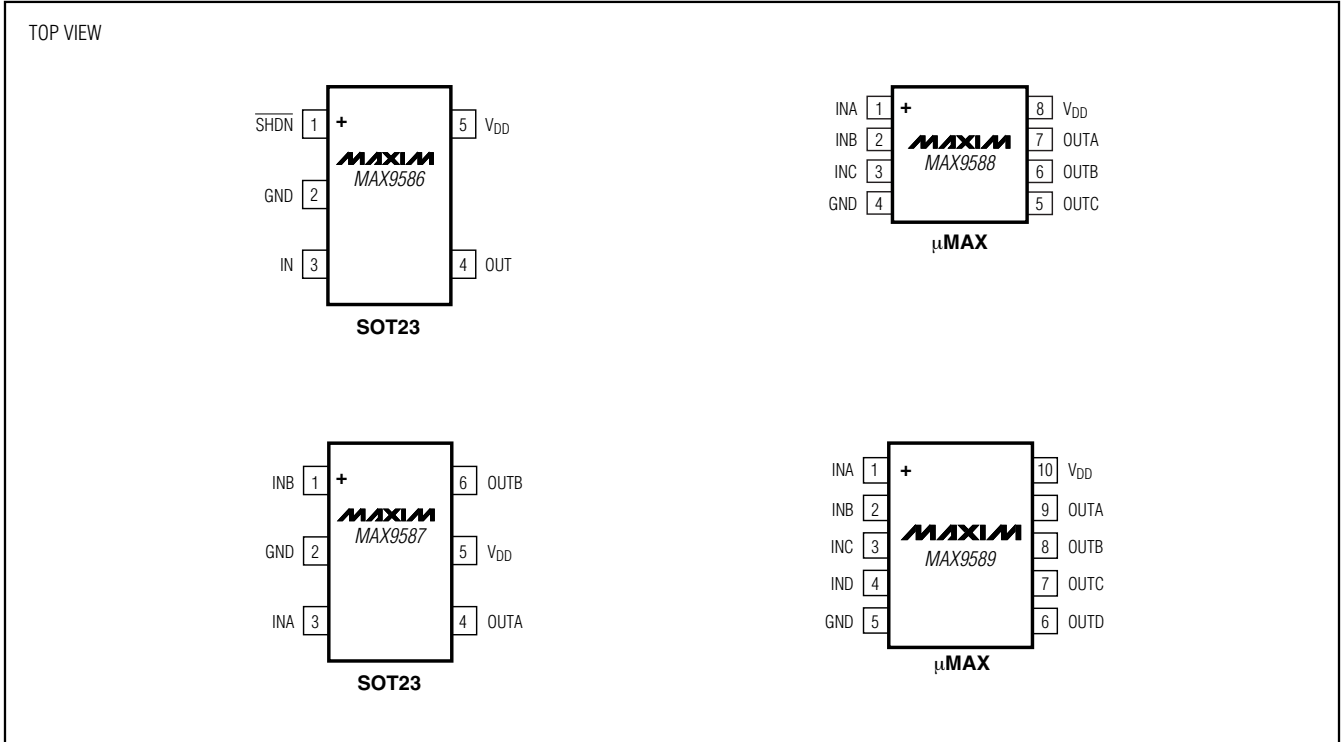 TOP VIEW
SHDN 1 + 5 VDD
MAXIM
MAX9586
GND 2
IN 3 4 OUT
SOT23
INA 1 + 8 VDD
INB 2 MAXIM 7 OUTA
MAX9588
INC 3 6 OUTB
GND 4 5 OUTC
μMAX
INB 1 + 6 OUTB
MAXIM
MAX9587
GND 2 5 VDD
INA 3 4 OUTA
SOT23
INA 1 + 10 VDD
INB 2 9 OUTA
MAXIM
INC 3 8 OUTB
MAX9589
IND 4 7 OUTC
GND 5 6 OUTD
μMAX